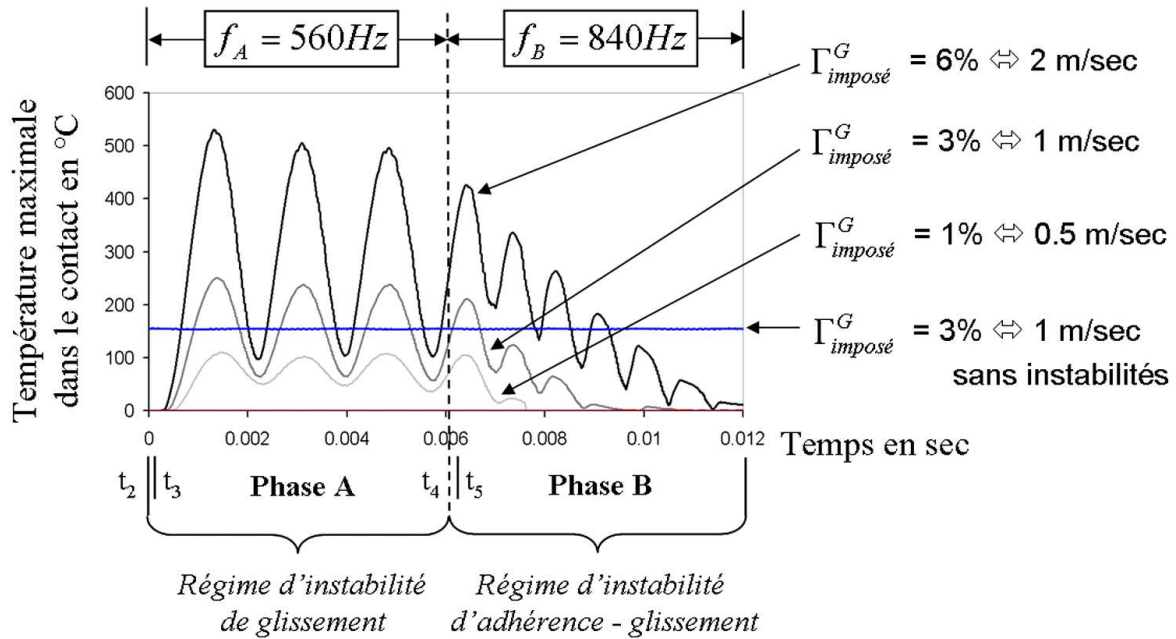 f_A = 560Hz
f_B = 840Hz
Γ^G_imposé = 6% ⇔ 2 m/sec
Γ^G_imposé = 3% ⇔ 1 m/sec
Γ^G_imposé = 1% ⇔ 0.5 m/sec
Γ^G_imposé = 3% ⇔ 1 m/sec
sans instabilités
Température maximale
dans le contact en °C
600
500
400
300
200
100
0
0 0.002 0.004 0.006 0.008 0.01 0.012
Temps en sec
t2 t3 Phase A t4 t5 Phase B
Régime d'instabilité
de glissement
Régime d'instabilité
d'adhérence - glissement